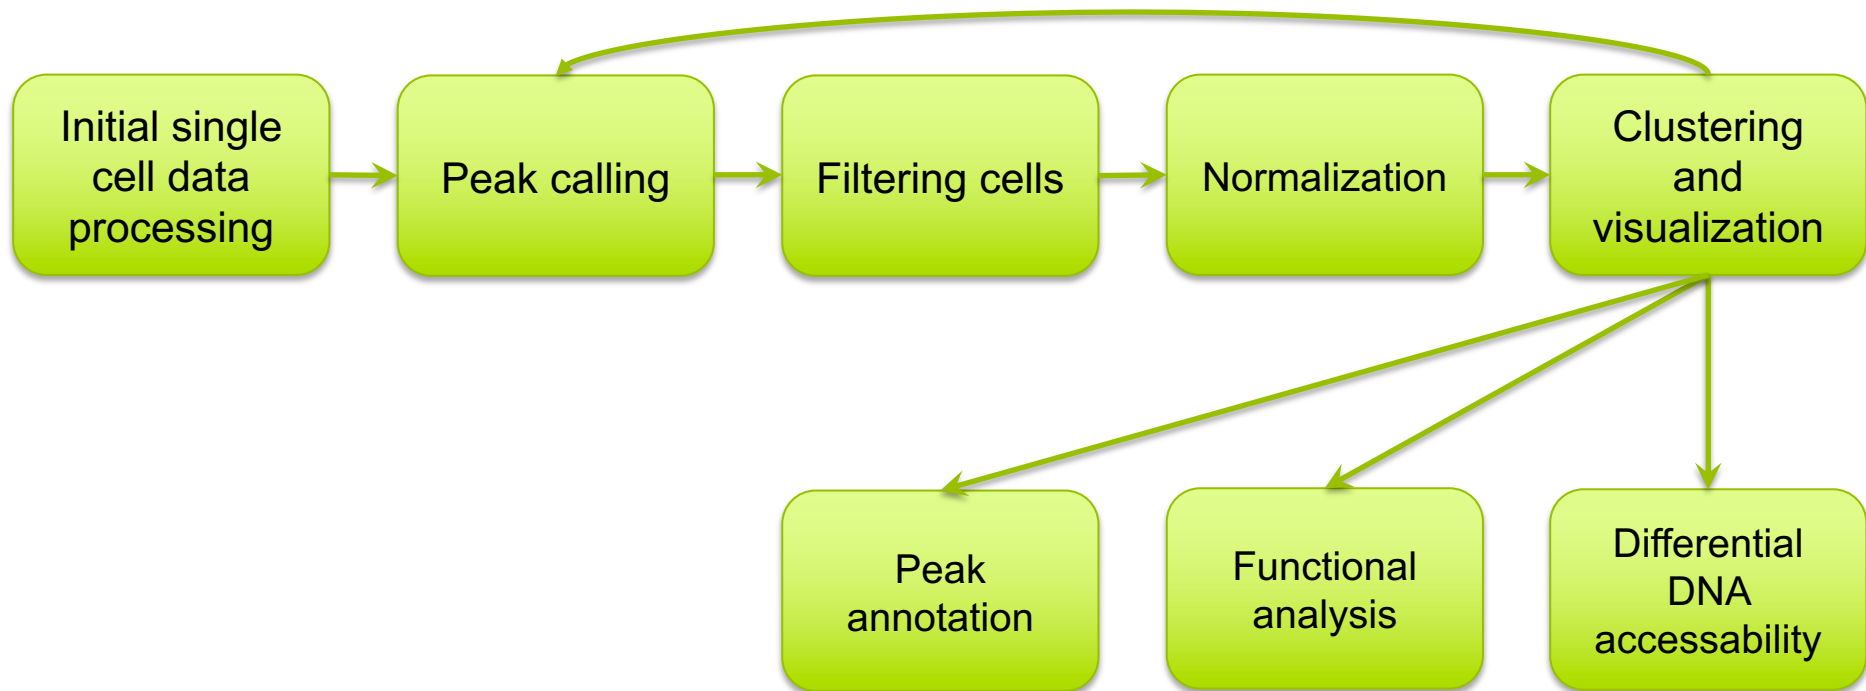 Initial single
cell data
processing
Peak calling
Filtering cells
Normalization
Clustering
and
visualization
Peak
annotation
Functional
analysis
Differential
DNA
accessability